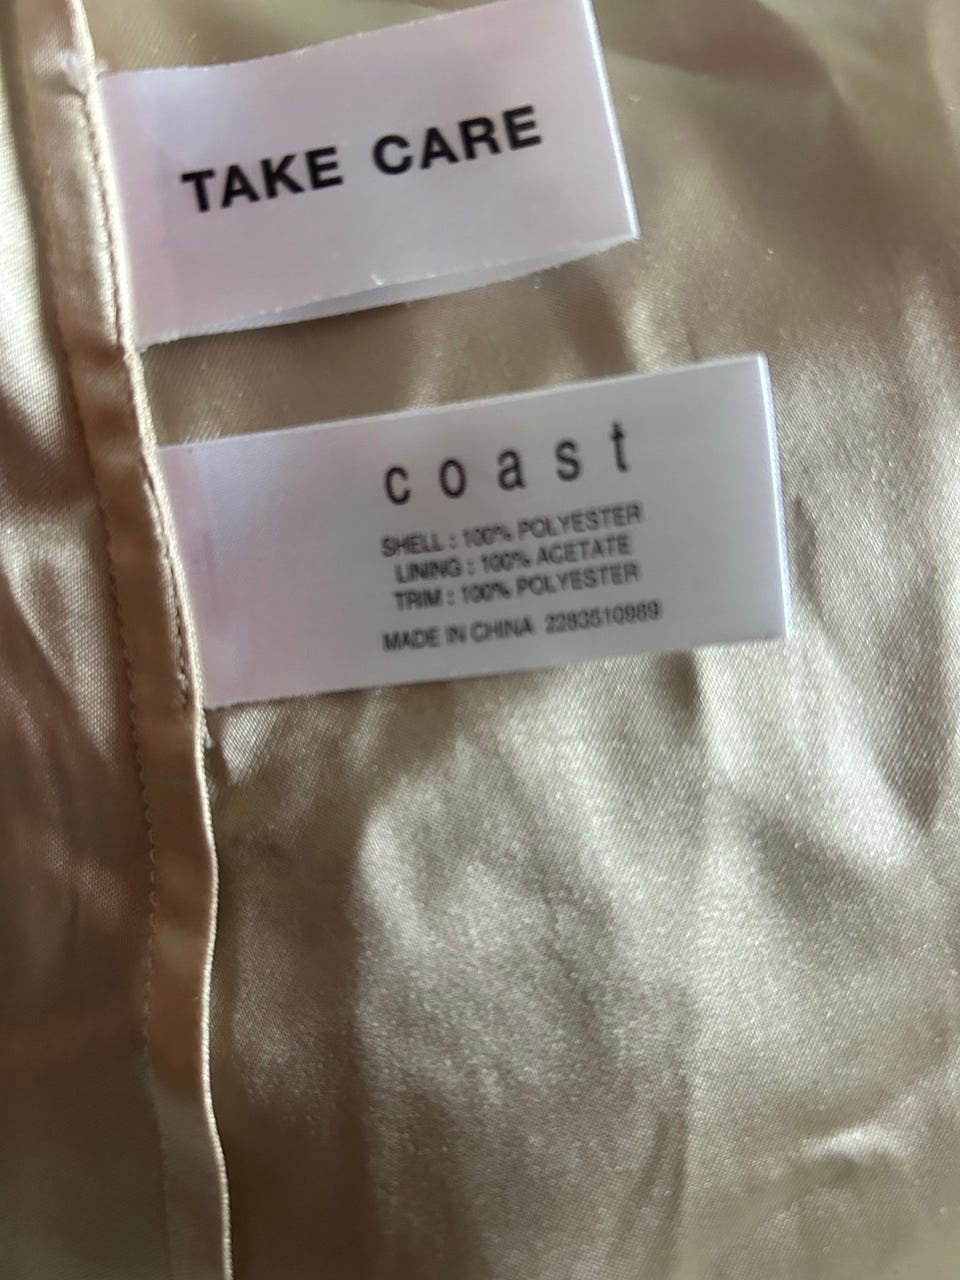 TAKE CARE
coast
SHELL : 100% POLYESTER
LINING : 100% ACETATE
TRIM : 100% POLYESTER
MADE IN CHINA 2283510989